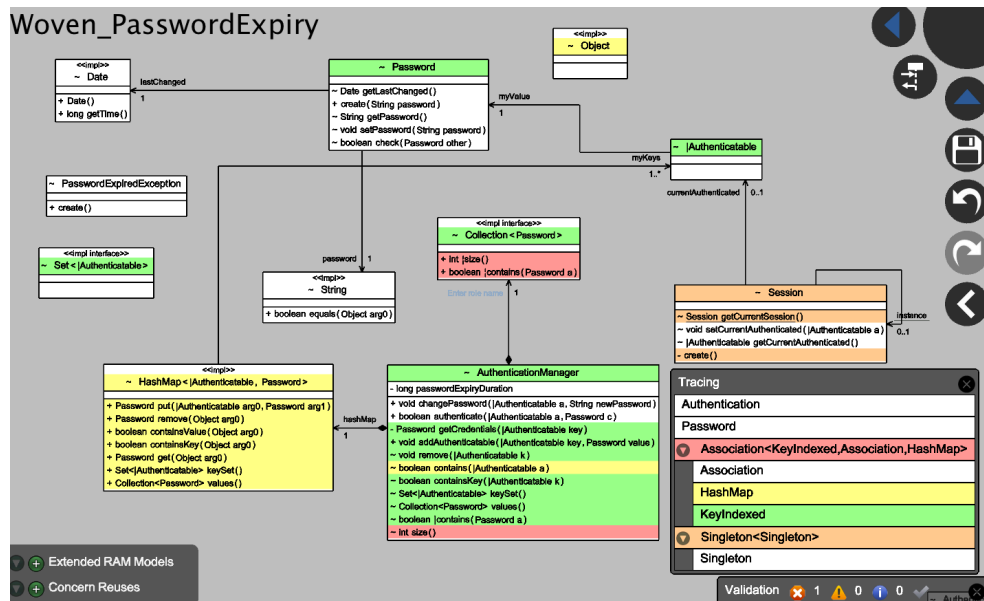 Woven_PasswordExpiry
<<impl>>
~ Object
<<impl>>
~ Date
+ Date()
+ long getTime()
lastChanged
1
~ Password
~ Date getLastChanged()
+ create(String password)
~ String getPassword()
~ void setPassword(String password)
~ boolean check(Password other)
myValue
1
~ |Authenticatable
myKeys
1..*
currentAuthenticated
0..1
~ PasswordExpiredException
+ create()
<<impl interface>>
~ Set<|Authenticatable>
<<impl interface>>
~ Collection<Password>
+ int |size()
+ boolean |contains(Password a)
Enter role name
1
password
1
<<impl>>
~ String
+ boolean equals(Object arg0)
~ Session
~ Session getCurrentSession()
~ void setCurrentAuthenticated(|Authenticatable a)
~ |Authenticatable getCurrentAuthenticated()
- create()
instance
0..1
<<impl>>
~ HashMap<|Authenticatable, Password>
+ Password put(|Authenticatable arg0, Password arg1)
+ Password remove(Object arg0)
+ boolean containsValue(Object arg0)
+ boolean containsKey(Object arg0)
+ Password get(Object arg0)
+ Set<|Authenticatable> keySet()
+ Collection<Password> values()
hashMap
1
~ AuthenticationManager
- long passwordExpiryDuration
+ void changePassword(|Authenticatable a, String newPassword)
+ boolean authenticate(|Authenticatable a, Password c)
- Password getCredentials(|Authenticatable key)
+ void addAuthenticatable(|Authenticatable key, Password value)
~ void remove(|Authenticatable k)
~ boolean contains(|Authenticatable a)
~ boolean containsKey(|Authenticatable k)
~ Set<|Authenticatable> keySet()
~ Collection<Password> values()
~ boolean |contains(Password a)
~ int size()
Tracing
Authentication
Password
Association<KeyIndexed,Association,HashMap>
Association
HashMap
KeyIndexed
Singleton<Singleton>
Singleton
Extended RAM Models
Concern Reuses
Validation 1 0 0